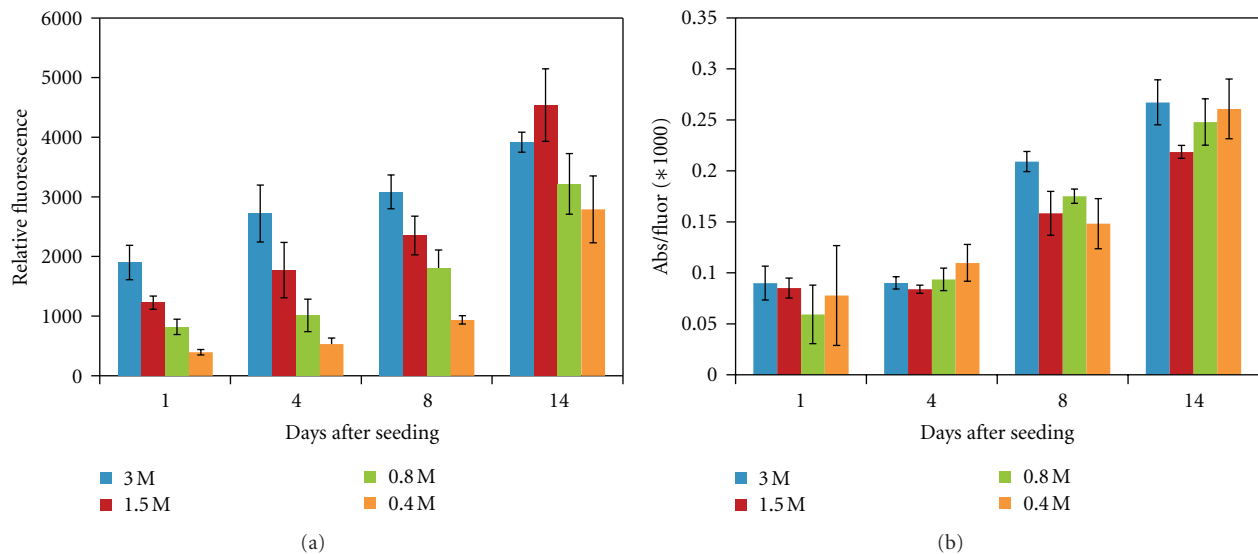 6000
5000
4000
3000
2000
1000
0
Relative fluorescence
1 4 8 14
Days after seeding
3 M
1.5 M
0.8 M
0.4 M
(a)
0.35
0.3
0.25
0.2
0.15
0.1
0.05
0
Abs/fluor (∗1000)
1 4 8 14
Days after seeding
3 M
1.5 M
0.8 M
0.4 M
(b)